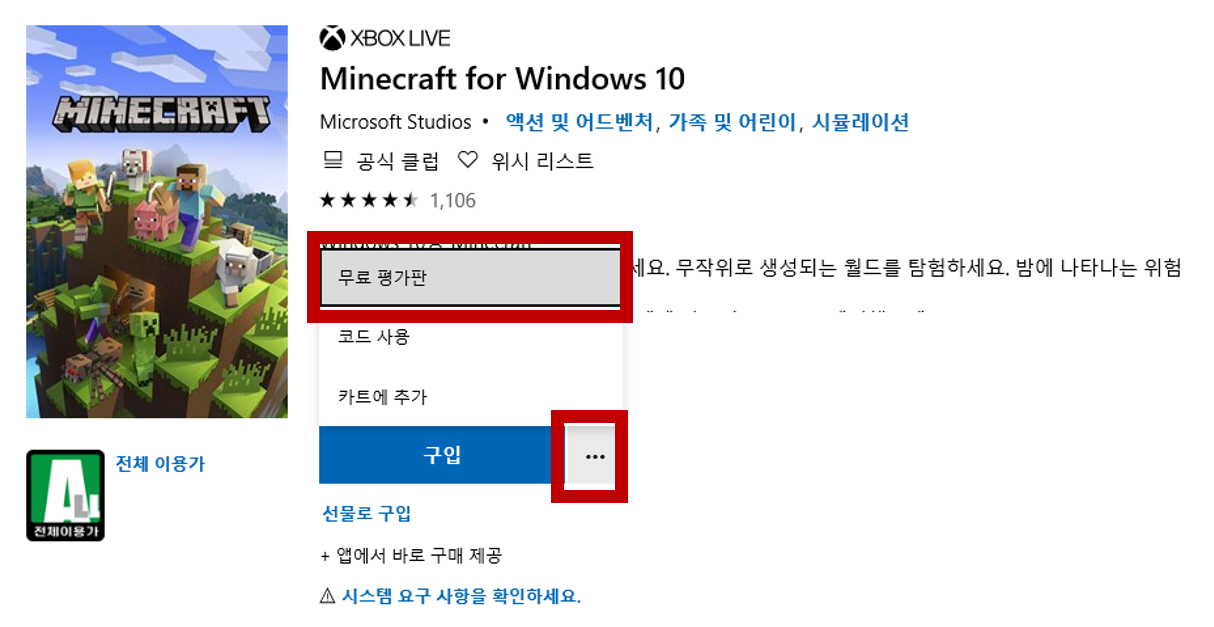 MINECRAFT
XBOX LIVE
Minecraft for Windows 10
Microsoft Studios • 액션 및 어드벤처, 가족 및 어린이, 시뮬레이션
공식 클럽 위시 리스트
1,106
Windows 10용 Minecraft
세요. 무작위로 생성되는 월드를 탐험하세요. 밤에 나타나는 위험
무료 평가판
코드 사용
카트에 추가
구입 ...
전체 이용가
ALL
전체이용가
선물로 구입
+ 앱에서 바로 구매 제공
⚠ 시스템 요구 사항을 확인하세요.